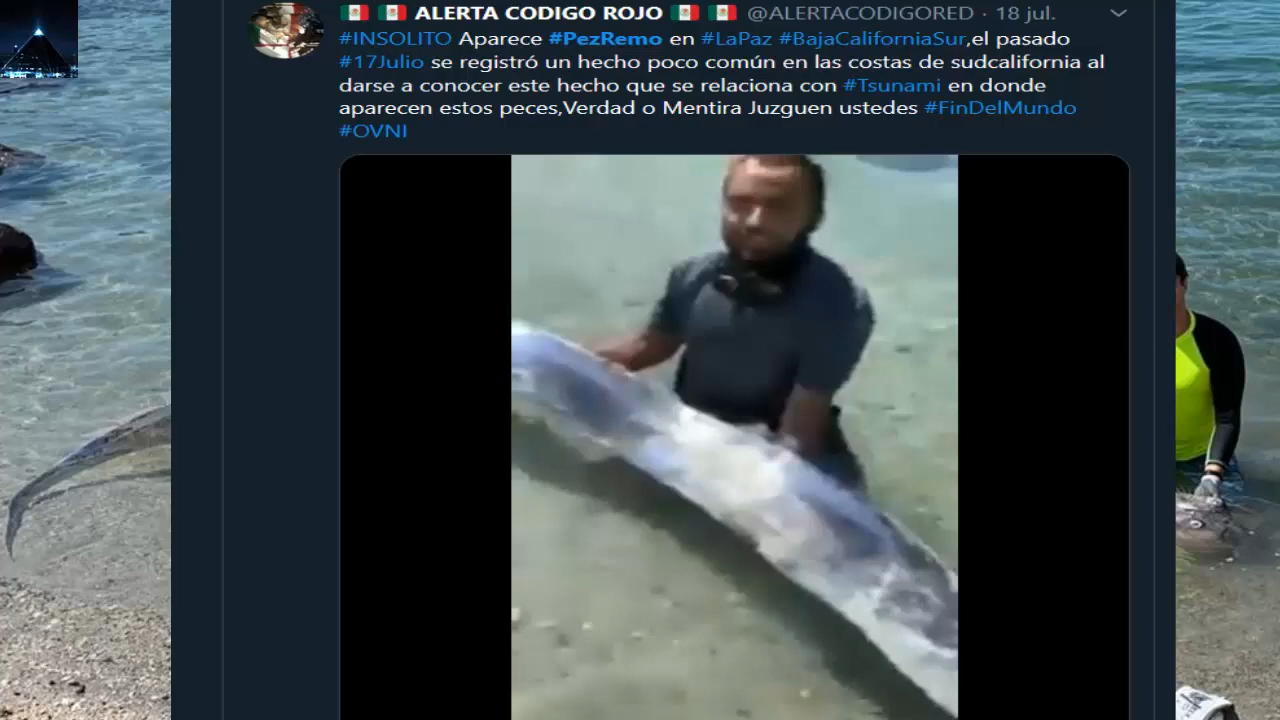 🇲🇽 🇲🇽 ALERTA CODIGO ROJO 🇲🇽 🇲🇽 @ALERTACODIGORED · 18 jul.
#INSOLITO Aparece #PezRemo en #LaPaz #BajaCaliforniaSur,el pasado
#17Julio se registró un hecho poco común en las costas de sudcalifornia al
darse a conocer este hecho que se relaciona con #Tsunami en donde
aparecen estos peces,Verdad o Mentira Juzguen ustedes #FinDelMundo
#OVNI